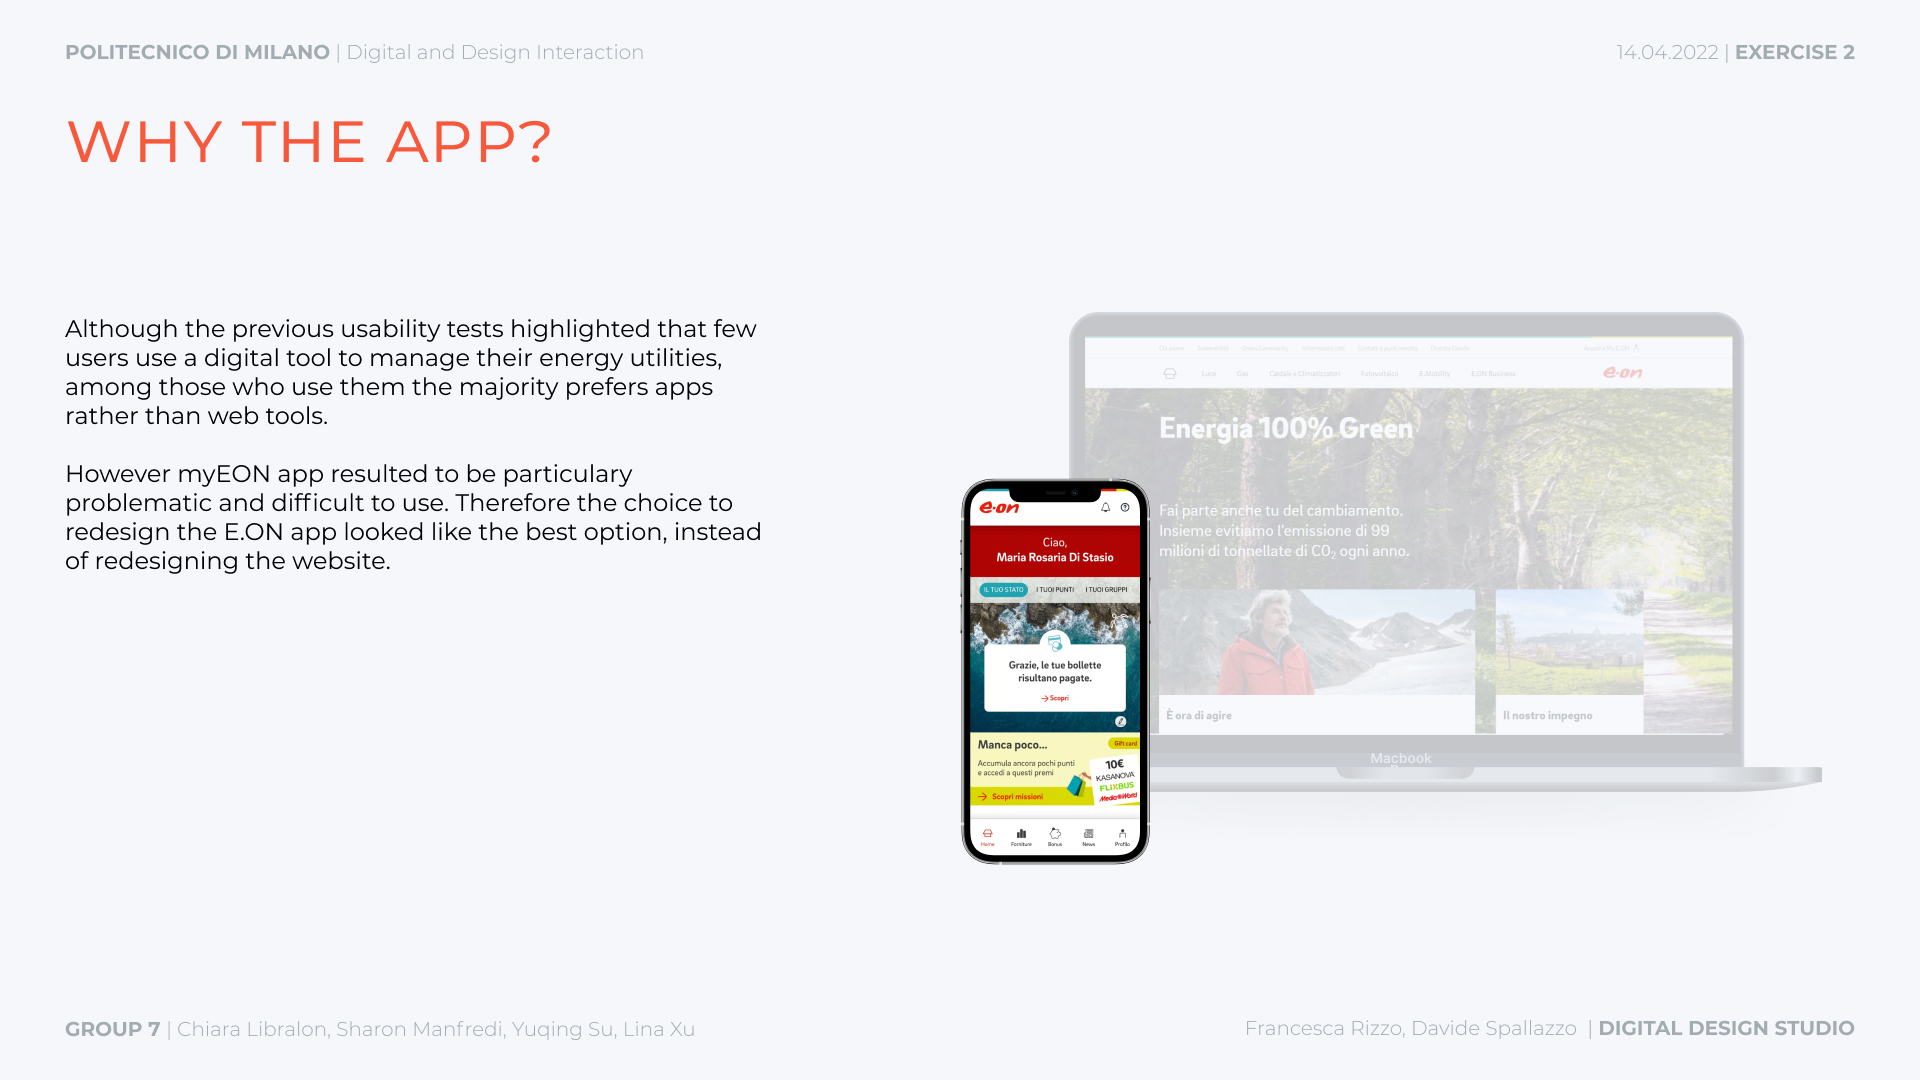 POLITECNICO DI MILANO | Digital and Design Interaction
14.04.2022 | EXERCISE 2
WHY THE APP?
Although the previous usability tests highlighted that few
users use a digital tool to manage their energy utilities,
among those who use them the majority prefers apps
rather than web tools.
However myEON app resulted to be particulary
problematic and difficult to use. Therefore the choice to
redesign the E.ON app looked like the best option, instead
of redesigning the website.
e·on
Ciao,
Maria Rosaria Di Stasio
IL TUO STATO I TUOI PUNTI I TUOI GRUPPI
Grazie, le tue bollette
risultano pagate.
Scopri
Manca poco...
Gift card
Accumula ancora pochi punti
e accedi a questi premi
10€
KASANOVA
FLiXBUS
MediaWorld
Scopri missioni
Home Forniture Bonus News Profilo
Luce Gas Caldaie e Climatizzatori Fotovoltaico E.Mobility E.ON Business
e·on
Energia 100% Green
Fai parte anche tu del cambiamento.
Insieme evitiamo l'emissione di 99
milioni di tonnellate di CO₂ ogni anno.
È ora di agire
Il nostro impegno
Macbook
GROUP 7 | Chiara Libralon, Sharon Manfredi, Yuqing Su, Lina Xu
Francesca Rizzo, Davide Spallazzo | DIGITAL DESIGN STUDIO